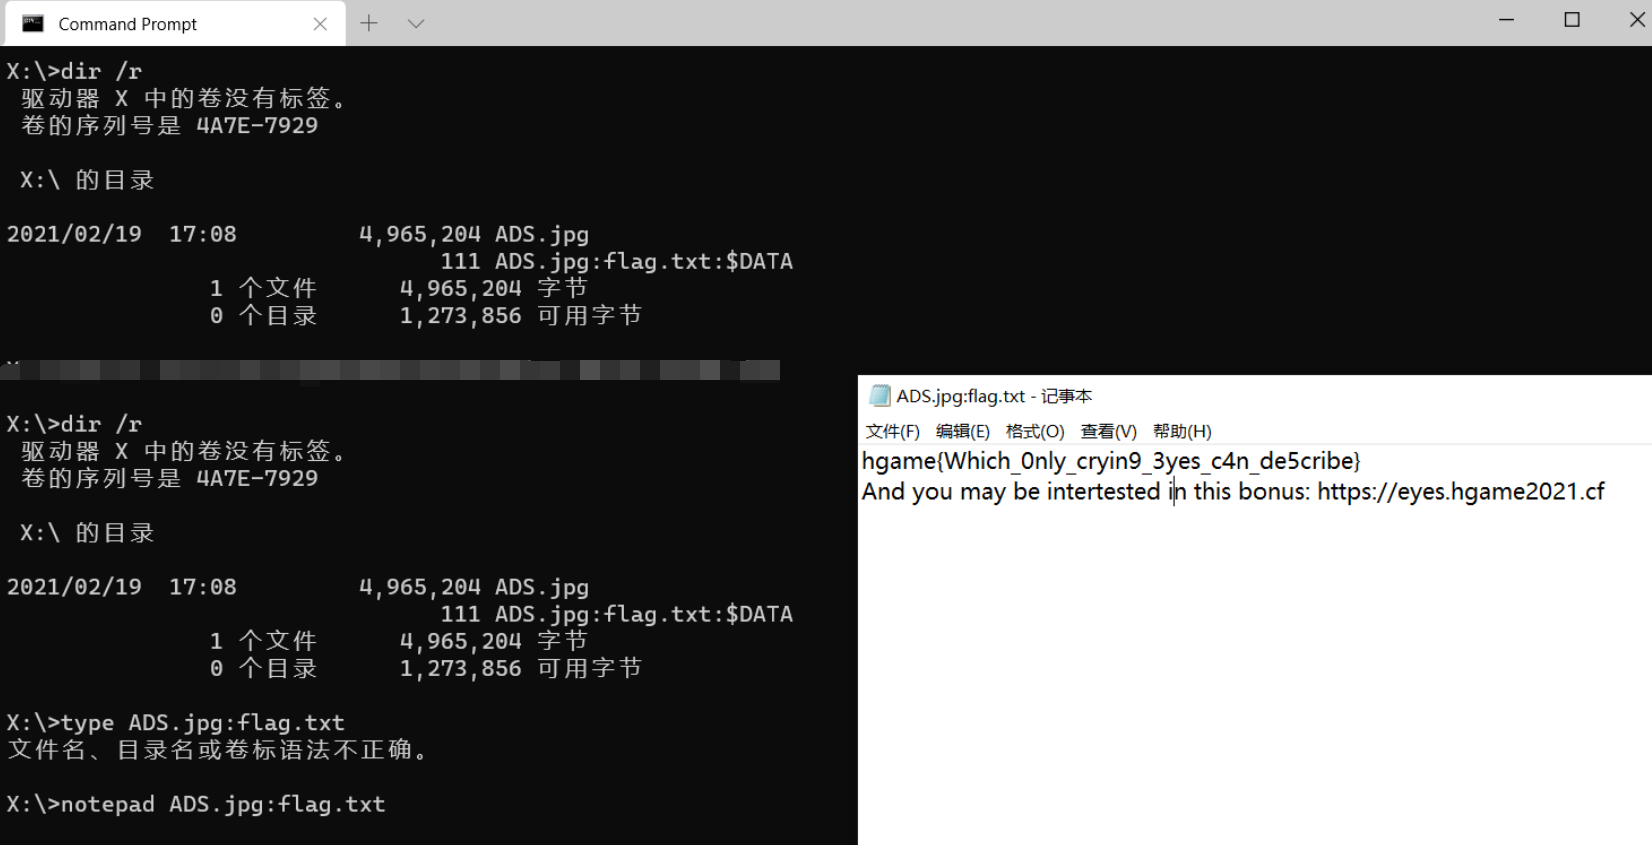 Command Prompt
X:\>dir /r
驱动器 X 中的卷没有标签。
卷的序列号是 4A7E-7929
X:\ 的目录
2021/02/19  17:08         4,965,204 ADS.jpg
111 ADS.jpg:flag.txt:$DATA
1 个文件      4,965,204 字节
0 个目录      1,273,856 可用字节
X:\>dir /r
驱动器 X 中的卷没有标签。
卷的序列号是 4A7E-7929
X:\ 的目录
2021/02/19  17:08         4,965,204 ADS.jpg
111 ADS.jpg:flag.txt:$DATA
1 个文件      4,965,204 字节
0 个目录      1,273,856 可用字节
X:\>type ADS.jpg:flag.txt
文件名、目录名或卷标语法不正确。
X:\>notepad ADS.jpg:flag.txt
ADS.jpg:flag.txt - 记事本
文件(F) 编辑(E) 格式(O) 查看(V) 帮助(H)
hgame{Which_0nly_cryin9_3yes_c4n_de5cribe}
And you may be intertested in this bonus: https://eyes.hgame2021.cf